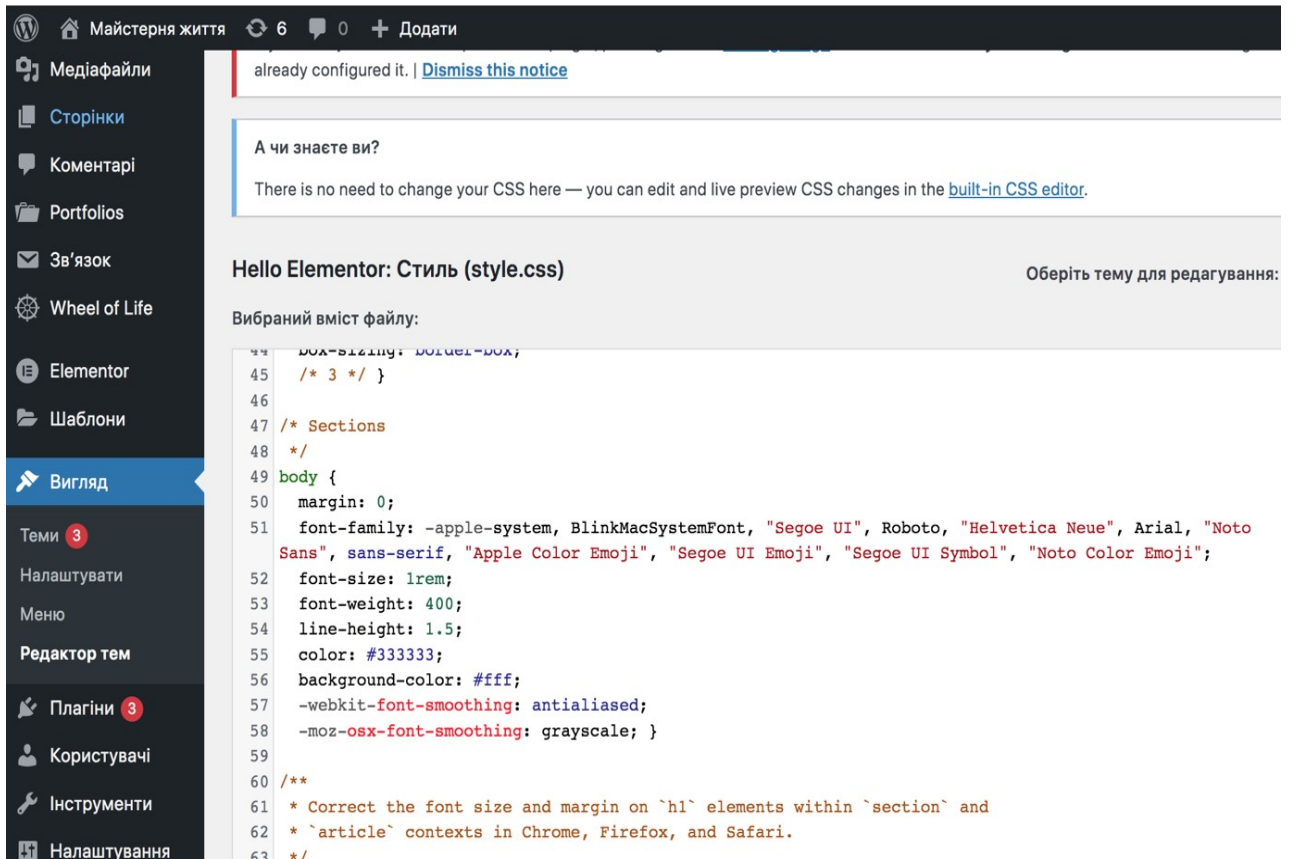 Майстерня життя 6 0 + Додати
Медіафайли
Сторінки
Коментарі
Portfolios
Зв'язок
Wheel of Life
Elementor
Шаблони
Вигляд
Теми 3
Налаштувати
Меню
Редактор тем
Плагіни 3
Користувачі
Інструменти
Налаштування
already configured it. | Dismiss this notice
А чи знаєте ви?
There is no need to change your CSS here — you can edit and live preview CSS changes in the built-in CSS editor.
Hello Elementor: Стиль (style.css)
Оберіть тему для редагування:
Вибраний вміст файлу:
44 box-sizing: border-box;
45 /* 3 */ }
46
47 /* Sections
48 */
49 body {
50 margin: 0;
51 font-family: -apple-system, BlinkMacSystemFont, "Segoe UI", Roboto, "Helvetica Neue", Arial, "Noto
Sans", sans-serif, "Apple Color Emoji", "Segoe UI Emoji", "Segoe UI Symbol", "Noto Color Emoji";
52 font-size: 1rem;
53 font-weight: 400;
54 line-height: 1.5;
55 color: #333333;
56 background-color: #fff;
57 -webkit-font-smoothing: antialiased;
58 -moz-osx-font-smoothing: grayscale; }
59
60 /**
61 * Correct the font size and margin on `h1` elements within `section` and
62 * `article` contexts in Chrome, Firefox, and Safari.
63 */